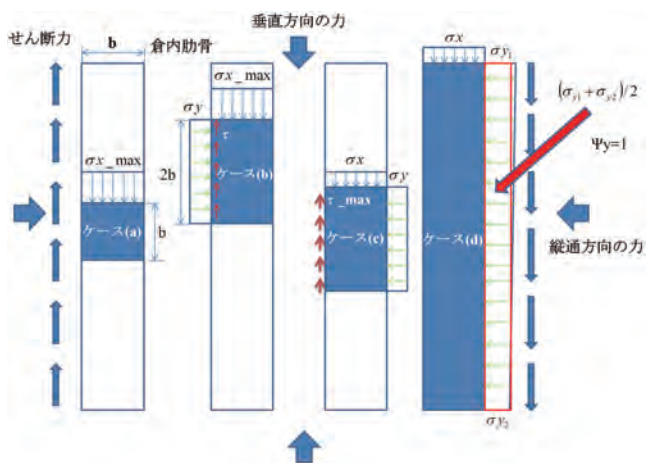 垂直方向の力
せん断力
b
倉内肋骨
σx_max
σy
τ
ケース(b)
2b
σx_max
ケース(a)
b
σx
σy
τ_max
ケース(c)
σx
σy₁
(σy₁+σy₂)/2
Ψy=1
ケース(d)
縦通方向の力
σy₂